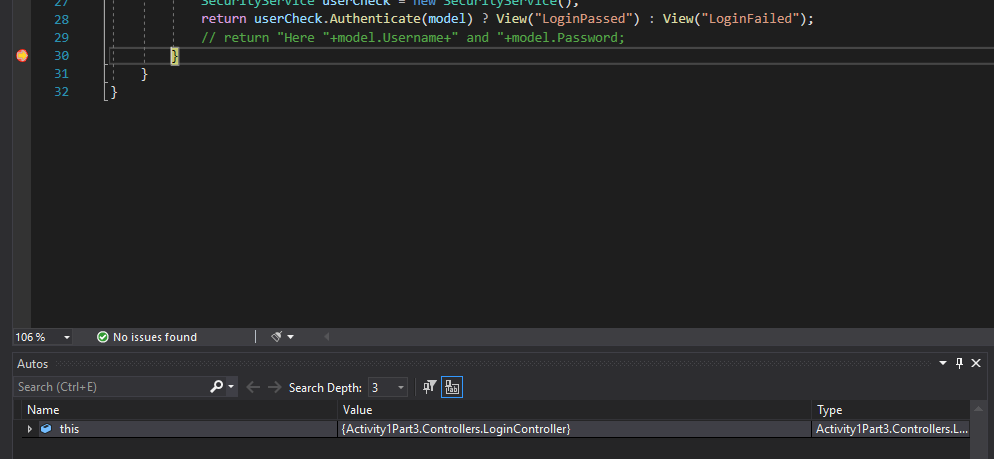 27 SecurityService userCheck = new SecurityService();
28 return userCheck.Authenticate(model) ? View("LoginPassed") : View("LoginFailed");
29 // return "Here "+model.Username+" and "+model.Password;
30 }
31 }
32 }
106 % No issues found
Autos
Search (Ctrl+E) Search Depth: 3
Name Value Type
this {Activity1Part3.Controllers.LoginController} Activity1Part3.Controllers.L...